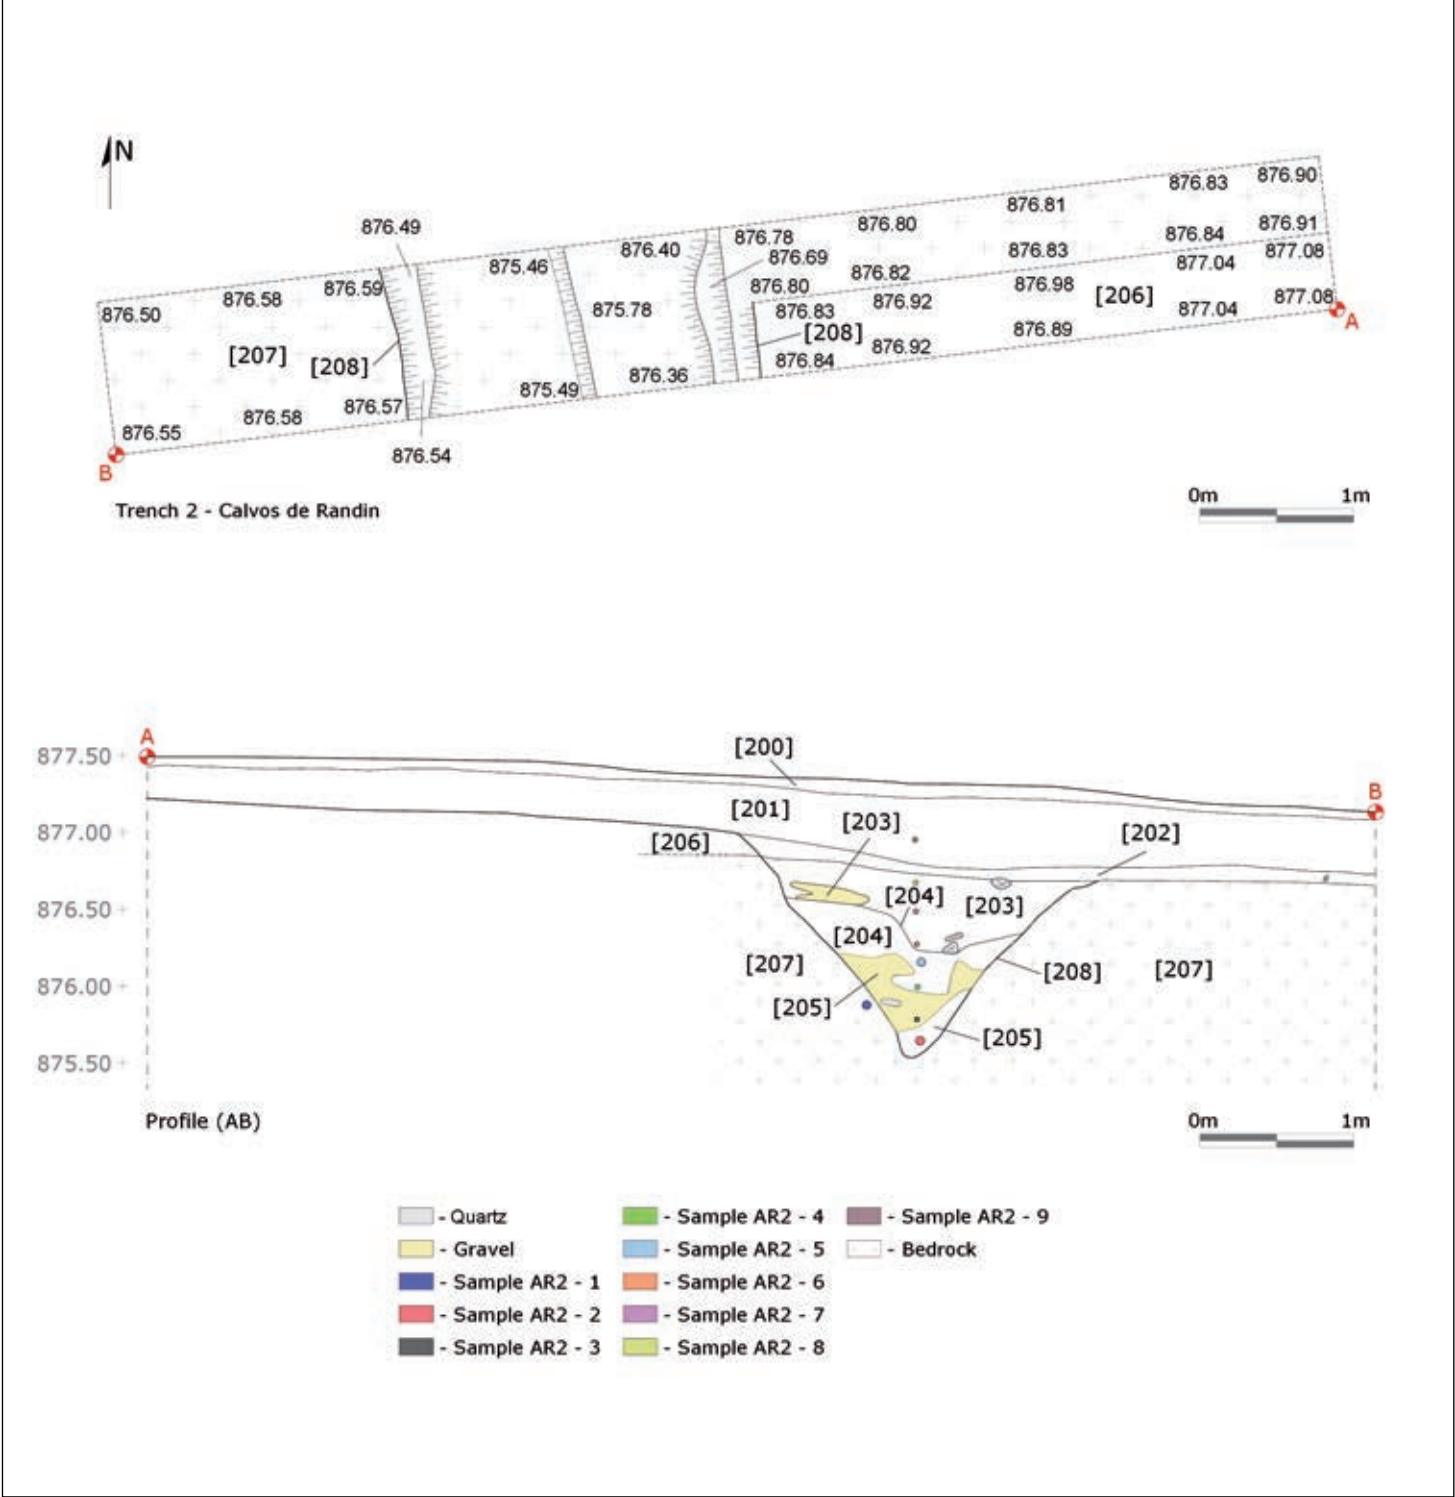 N
876.49
876.50
876.58
876.59
875.46
876.40
876.78
876.69
876.80
876.81
876.83
876.90
876.91
876.84
876.83
876.82
876.80
877.08
877.04
876.98
[206]
876.92
876.83
875.78
[207]
[208]
[208]
877.08
877.04
876.89
876.92
876.84
876.36
875.49
876.57
876.58
876.55
876.54
A
B
Trench 2 - Calvos de Randin
0m 1m
A
877.50
[200]
B
[201]
[203]
877.00
[202]
[206]
876.50
[204]
[203]
[204]
[207]
[208]
[207]
876.00
[205]
[205]
875.50
Profile (AB)
0m 1m
- Quartz
- Gravel
- Sample AR2 - 1
- Sample AR2 - 2
- Sample AR2 - 3
- Sample AR2 - 4
- Sample AR2 - 5
- Sample AR2 - 6
- Sample AR2 - 7
- Sample AR2 - 8
- Sample AR2 - 9
- Bedrock